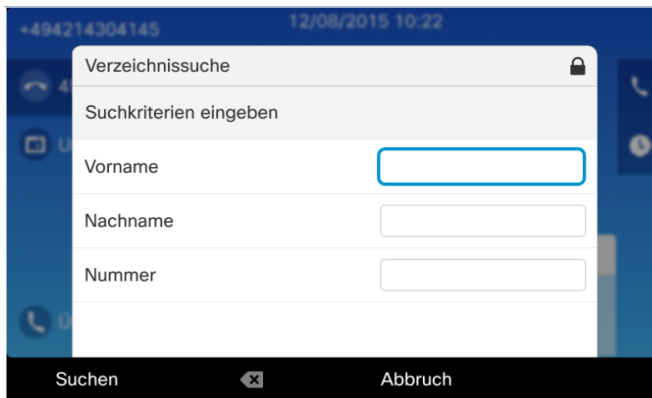 +494214304145 12/08/2015 10:22
Verzeichnissuche
Suchkriterien eingeben
Vorname
Nachname
Nummer
Suchen Abbruch